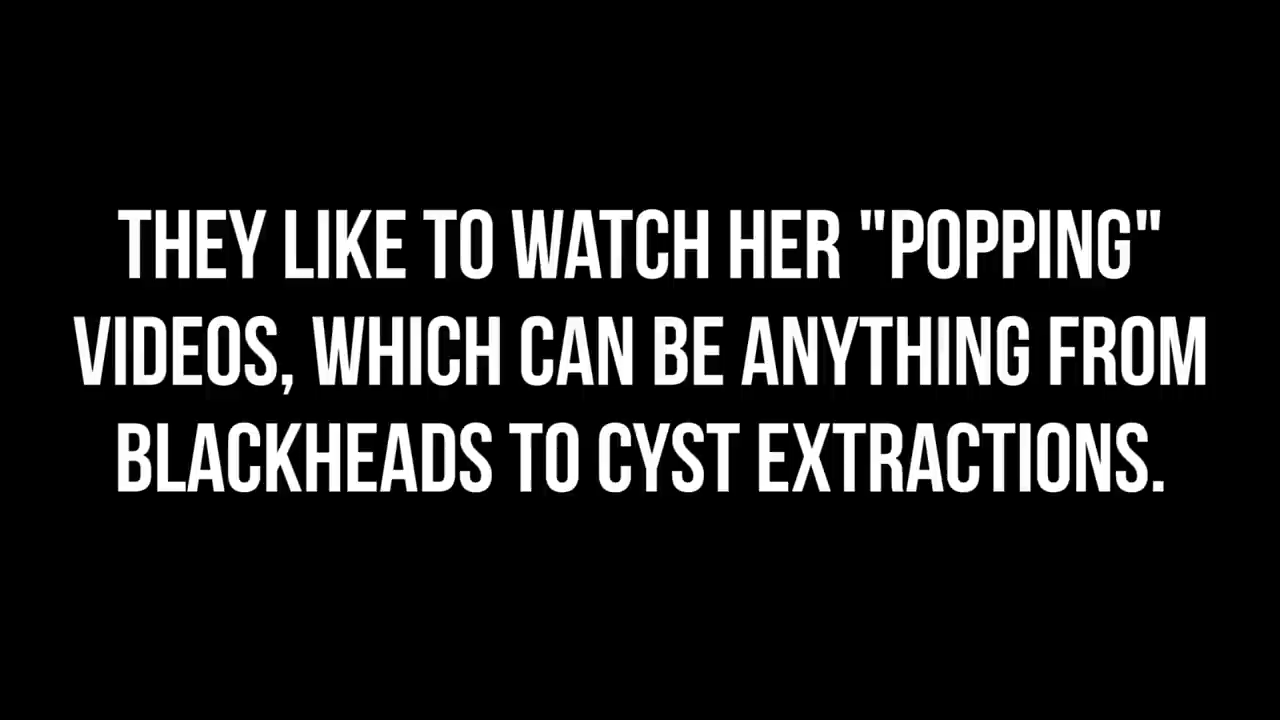 THEY LIKE TO WATCH HER "POPPING"
VIDEOS, WHICH CAN BE ANYTHING FROM
BLACKHEADS TO CYST EXTRACTIONS.